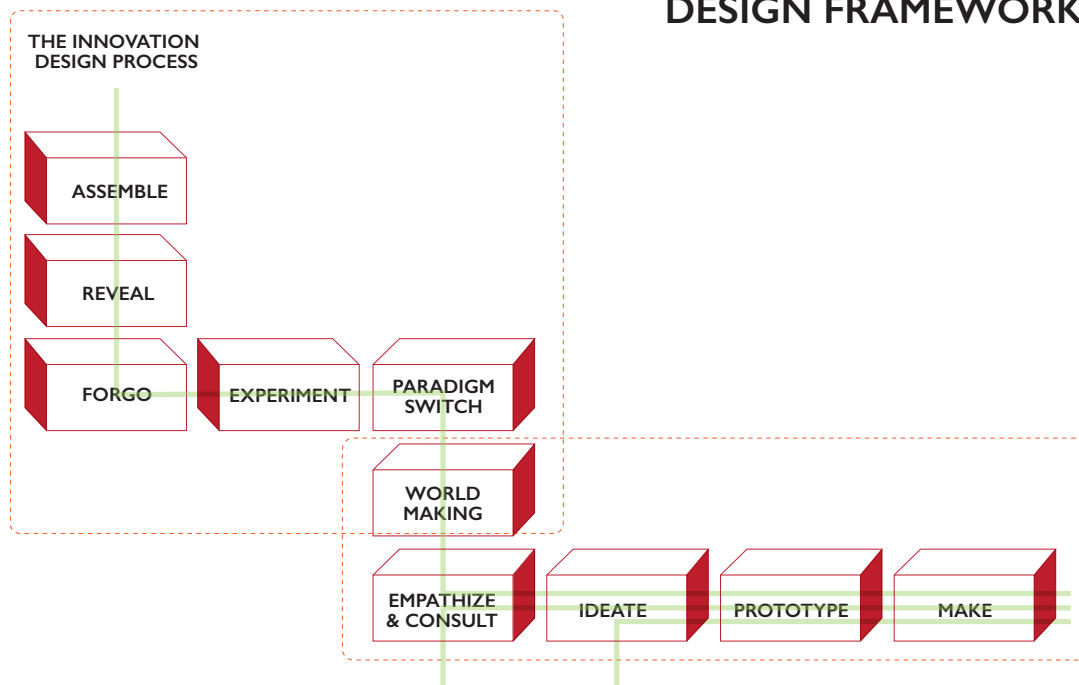 DESIGN FRAMEWORK
THE INNOVATION
DESIGN PROCESS
ASSEMBLE
REVEAL
FORGO
EXPERIMENT
PARADIGM
SWITCH
WORLD
MAKING
EMPATHIZE
& CONSULT
IDEATE
PROTOTYPE
MAKE